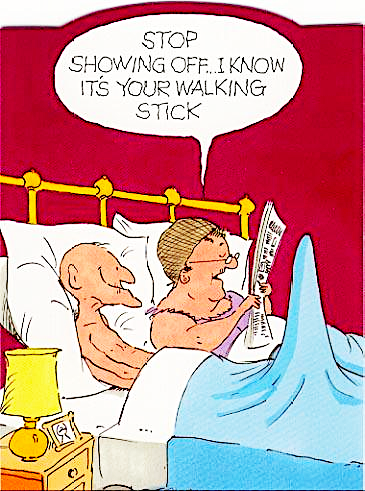 STOP
SHOWING OFF...I KNOW
IT'S YOUR WALKING
STICK